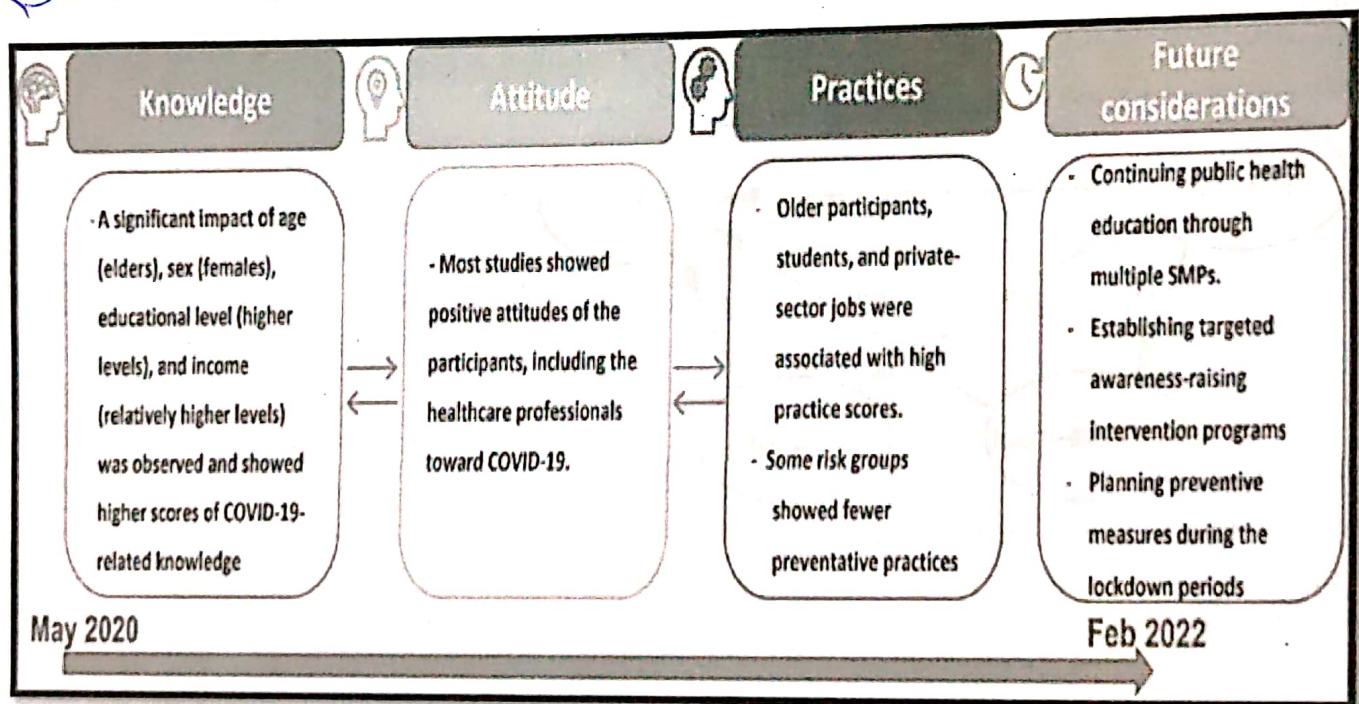 Knowledge
- A significant impact of age
(elders), sex (females),
educational level (higher
levels), and income
(relatively higher levels)
was observed and showed
higher scores of COVID-19-
related knowledge
Attitude
- Most studies showed
positive attitudes of the
participants, including the
healthcare professionals
toward COVID-19.
Practices
- Older participants,
students, and private-
sector jobs were
associated with high
practice scores.
- Some risk groups
showed fewer
preventative practices
Future
considerations
- Continuing public health
education through
multiple SMPs.
- Establishing targeted
awareness-raising
intervention programs
- Planning preventive
measures during the
lockdown periods
May 2020
Feb 2022